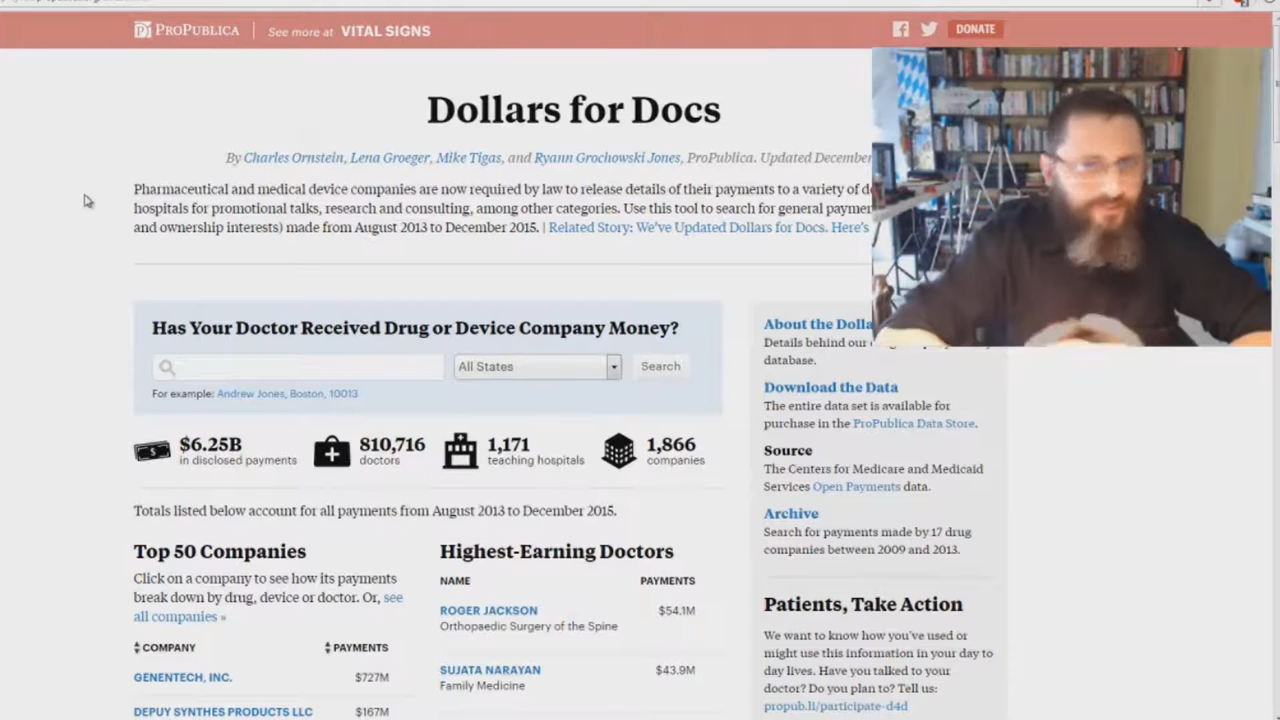 ProPublica
See more at VITAL SIGNS
DONATE
Dollars for Docs
By Charles Ornstein, Lena Groeger, Mike Tigas, and Ryann Grochowski Jones, ProPublica. Updated December
Pharmaceutical and medical device companies are now required by law to release details of their payments to a variety of
hospitals for promotional talks, research and consulting, among other categories. Use this tool to search for general
and ownership interests) made from August 2013 to December 2015. | Related Story: We've Updated Dollars for Docs. Here's
Has Your Doctor Received Drug or Device Company Money?
All States
Search
For example: Andrew Jones, Boston, 10013
$6.25B
in disclosed payments
810,716
doctors
1,171
teaching hospitals
1,866
companies
Totals listed below account for all payments from August 2013 to December 2015.
Top 50 Companies
Click on a company to see how its payments
break down by drug, device or doctor. Or, see
all companies »
COMPANY PAYMENTS
GENENTECH, INC. $727M
DEPUY SYNTHES PRODUCTS LLC $167M
Highest-Earning Doctors
NAME PAYMENTS
ROGER JACKSON $54.1M
Orthopaedic Surgery of the Spine
SUJATA NARAYAN $43.9M
Family Medicine
About the
Details behind our
database.
Download the Data
The entire data set is available for
purchase in the ProPublica Data Store.
Source
The Centers for Medicare and Medicaid
Services Open Payments data.
Archive
Search for payments made by 17 drug
companies between 2009 and 2013.
Patients, Take Action
We want to know how you've used or
might use this information in your day to
day lives. Have you talked to your
doctor? Do you plan to? Tell us:
propub.li/participate-d4d